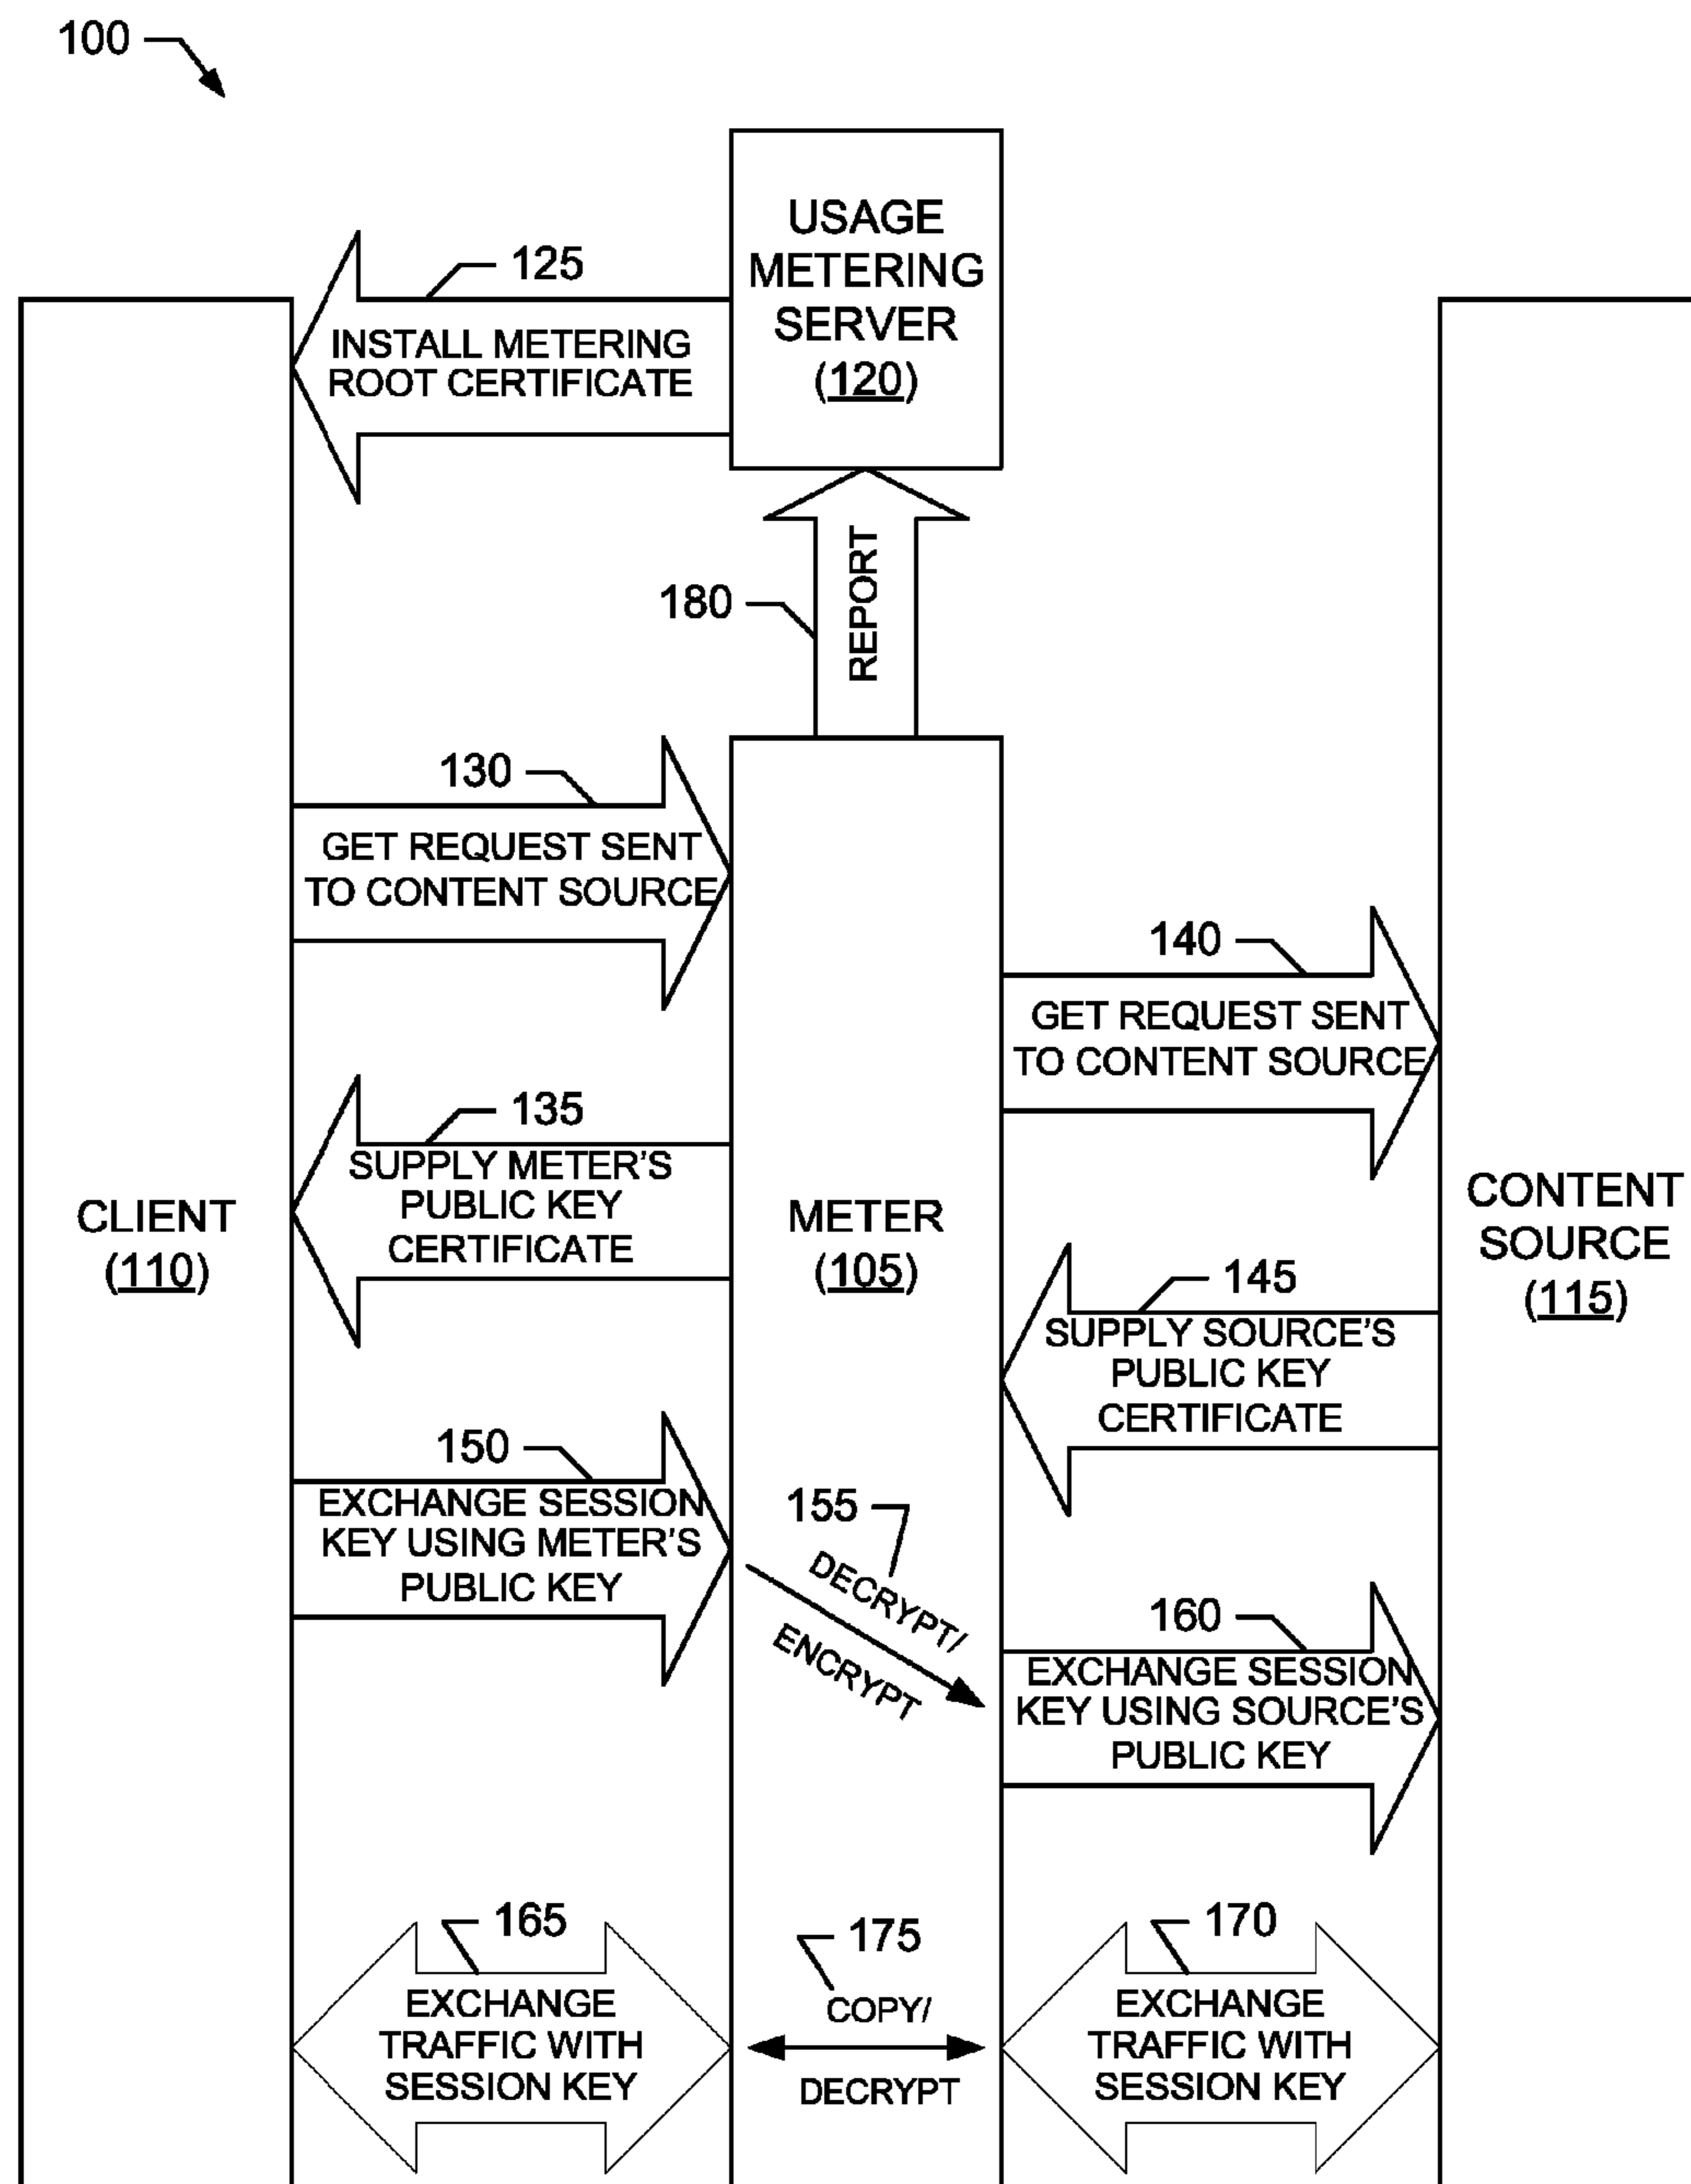 100
USAGE
METERING
SERVER
(120)
125
INSTALL METERING
ROOT CERTIFICATE
180
REPORT
130
GET REQUEST SENT
TO CONTENT SOURCE
140
GET REQUEST SENT
TO CONTENT SOURCE
135
SUPPLY METER'S
PUBLIC KEY
CERTIFICATE
CLIENT
(110)
METER
(105)
CONTENT
SOURCE
(115)
145
SUPPLY SOURCE'S
PUBLIC KEY
CERTIFICATE
150
EXCHANGE SESSION
KEY USING METER'S
PUBLIC KEY
155
DECRYPT/
ENCRYPT
160
EXCHANGE SESSION
KEY USING SOURCE'S
PUBLIC KEY
165
EXCHANGE
TRAFFIC WITH
SESSION KEY
175
COPY/
DECRYPT
170
EXCHANGE
TRAFFIC WITH
SESSION KEY